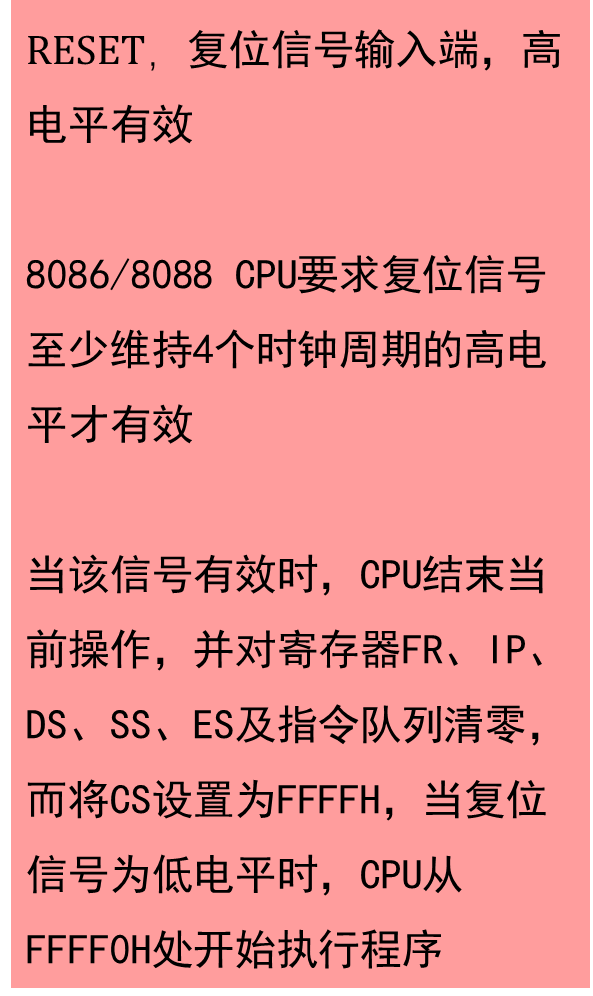 RESET, 复位信号输入端，高
电平有效
8086/8088 CPU要求复位信号
至少维持4个时钟周期的高电
平才有效
当该信号有效时，CPU结束当
前操作，并对寄存器FR、IP、
DS、SS、ES及指令队列清零，
而将CS设置为FFFFH，当复位
信号为低电平时，CPU从
FFFF0H处开始执行程序